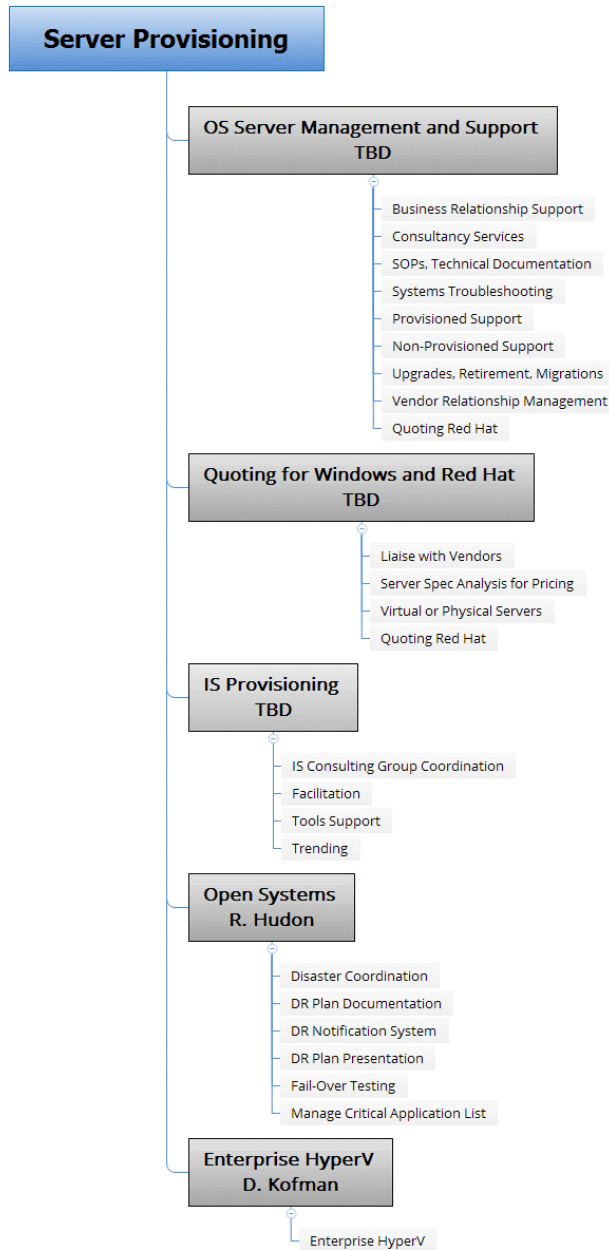 Server Provisioning
OS Server Management and Support
TBD
Business Relationship Support
Consultancy Services
SOPs, Technical Documentation
Systems Troubleshooting
Provisioned Support
Non-Provisioned Support
Upgrades, Retirement, Migrations
Vendor Relationship Management
Quoting Red Hat
Quoting for Windows and Red Hat
TBD
Liaise with Vendors
Server Spec Analysis for Pricing
Virtual or Physical Servers
Quoting Red Hat
IS Provisioning
TBD
IS Consulting Group Coordination
Facilitation
Tools Support
Trending
Open Systems
R. Hudon
Disaster Coordination
DR Plan Documentation
DR Notification System
DR Plan Presentation
Fail-Over Testing
Manage Critical Application List
Enterprise HyperV
D. Kofman
Enterprise HyperV